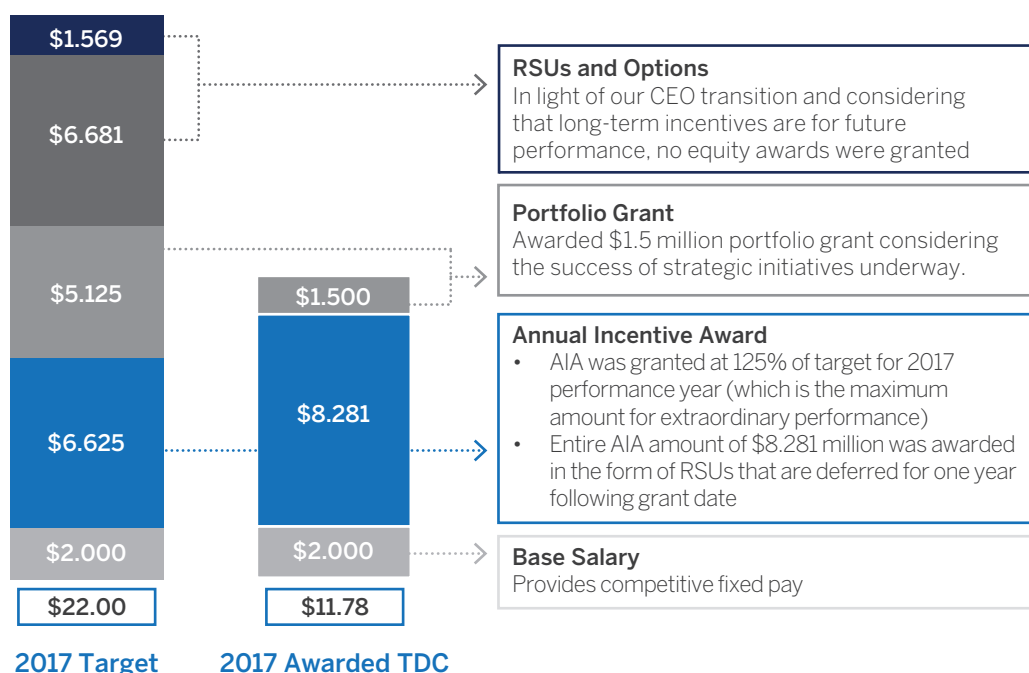 $1.569
$6.681
$5.125
$6.625
$2.000
$22.00
2017 Target
$1.500
$8.281
$2.000
$11.78
2017 Awarded TDC
RSUs and Options
In light of our CEO transition and considering
that long-term incentives are for future
performance, no equity awards were granted
Portfolio Grant
Awarded $1.5 million portfolio grant considering
the success of strategic initiatives underway.
Annual Incentive Award
• AIA was granted at 125% of target for 2017
performance year (which is the maximum
amount for extraordinary performance)
• Entire AIA amount of $8.281 million was awarded
in the form of RSUs that are deferred for one year
following grant date
Base Salary
Provides competitive fixed pay